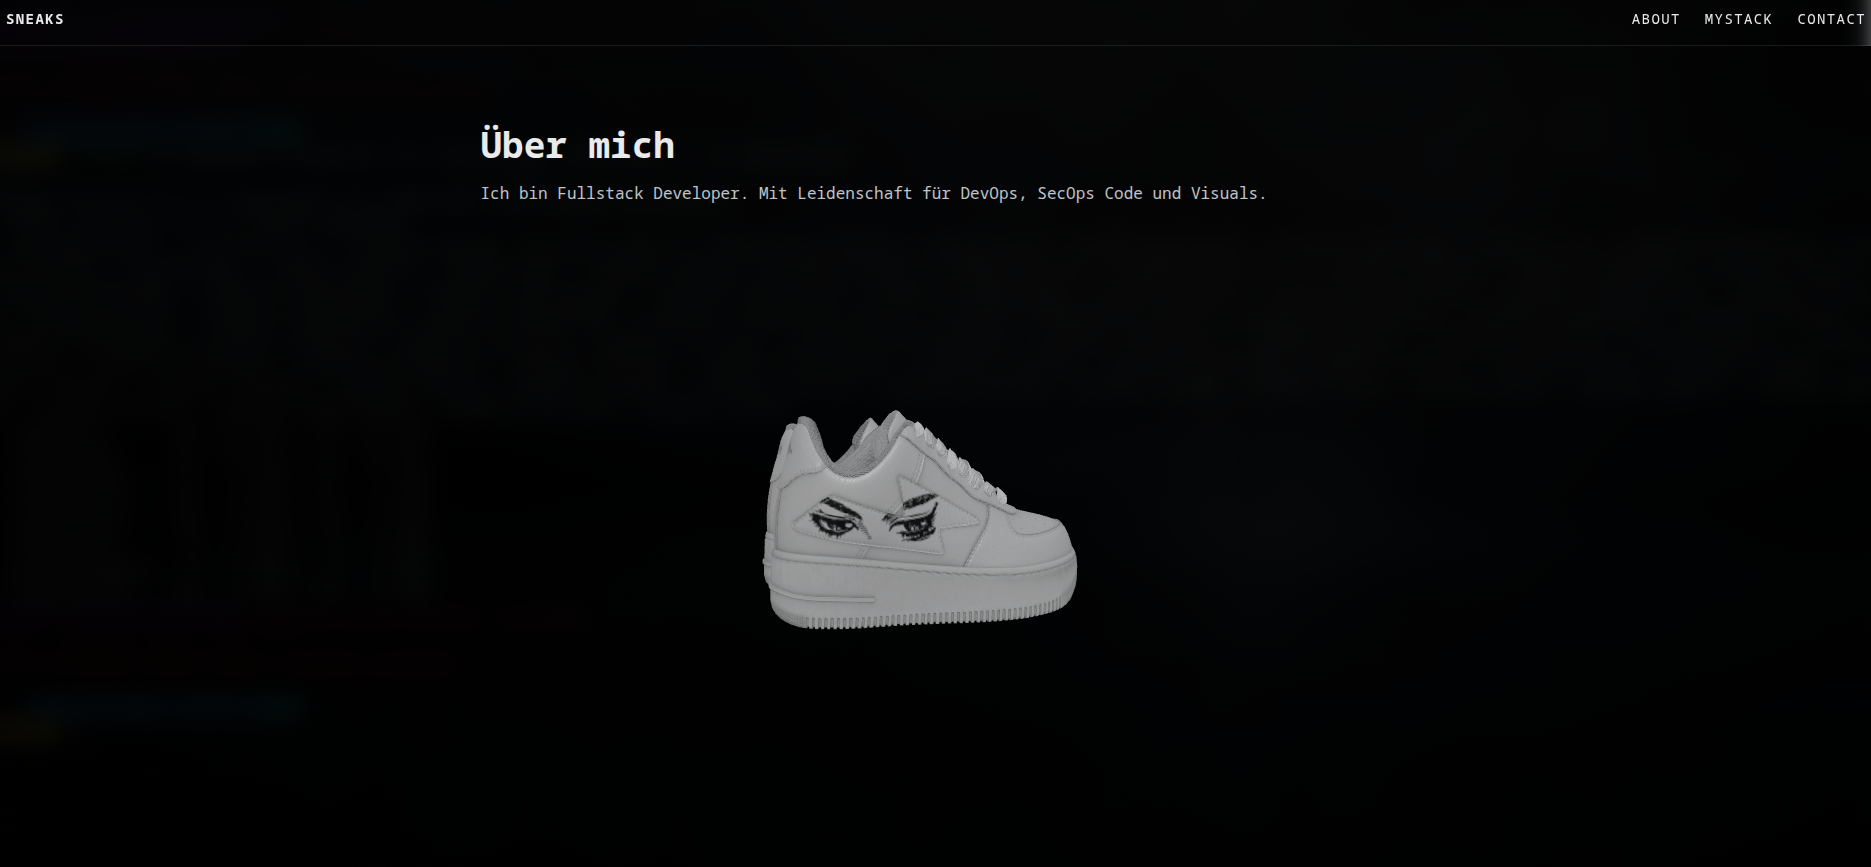 SNEAKS
ABOUT MYSTACK CONTACT
Über mich
Ich bin Fullstack Developer. Mit Leidenschaft für DevOps, SecOps Code und Visuals.